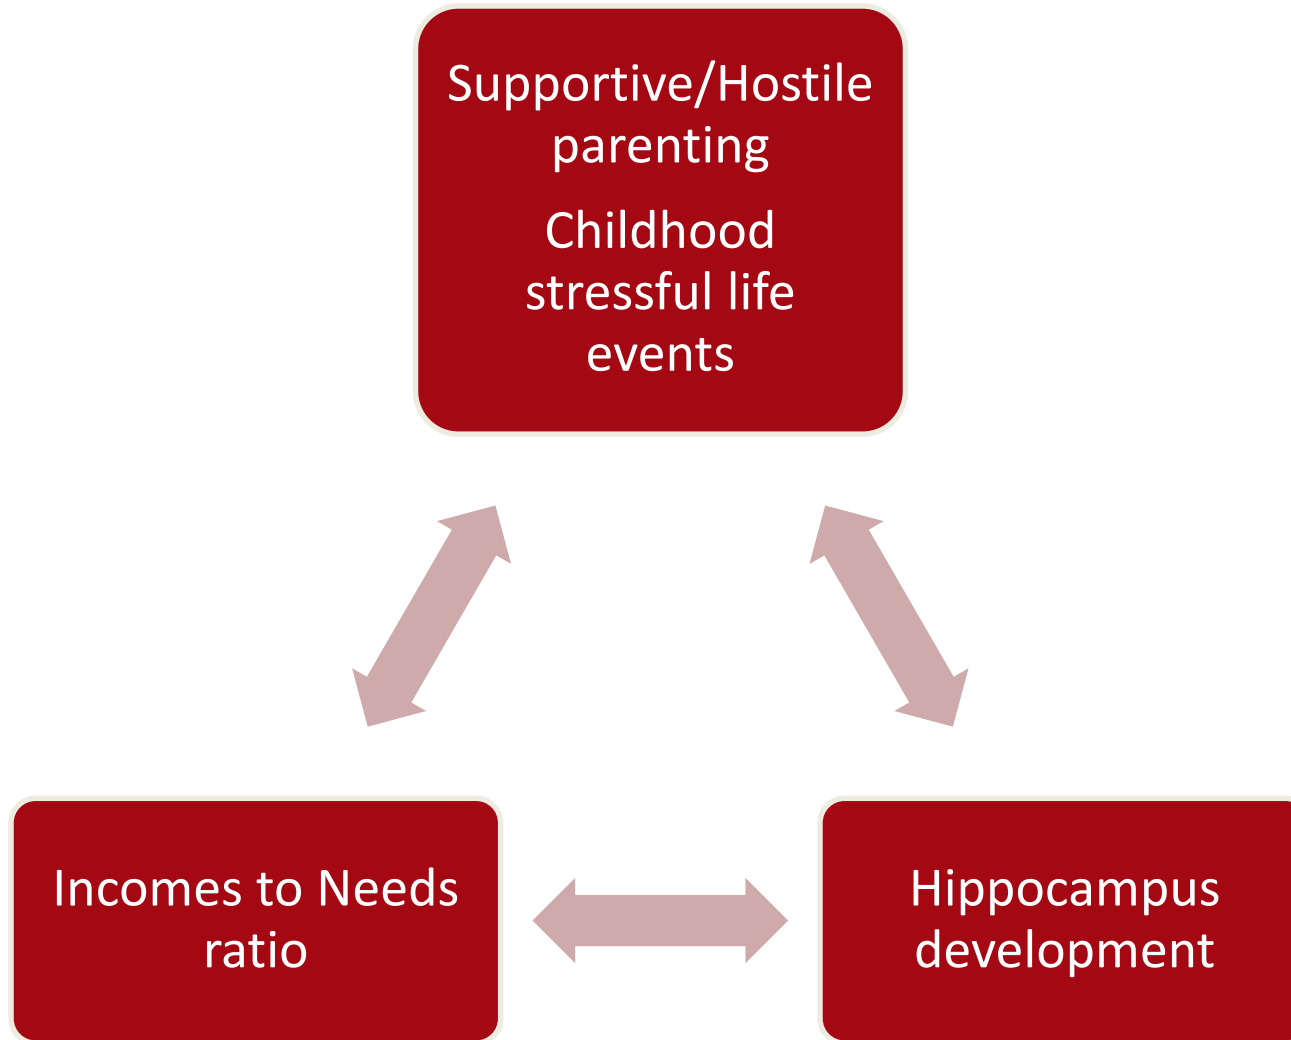 Supportive/Hostile
parenting
Childhood
stressful life
events
Incomes to Needs
ratio
Hippocampus
development